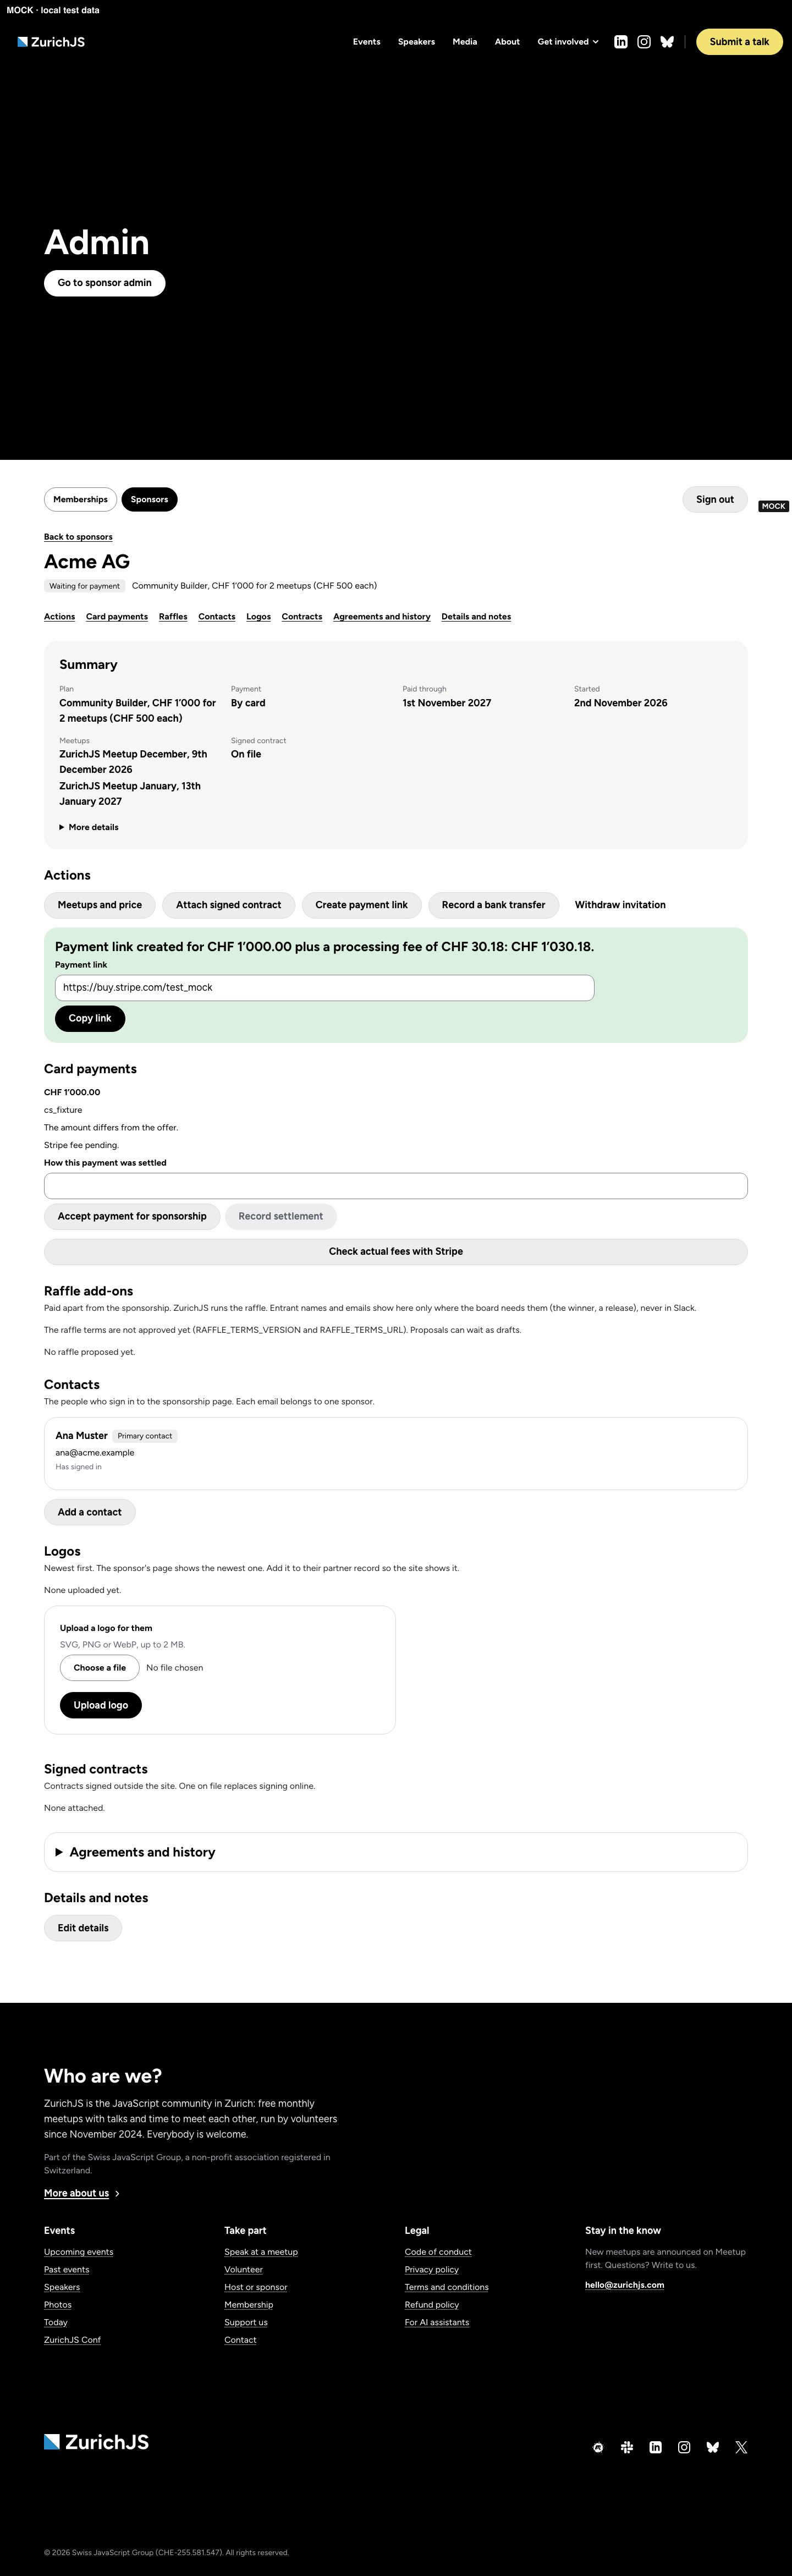 MOCK · local test data
ZurichJS
Events
Speakers
Media
About
Get involved
Submit a talk
Admin
Go to sponsor admin
Memberships
Sponsors
Sign out
MOCK
Back to sponsors
Acme AG
Waiting for payment
Community Builder, CHF 1’000 for 2 meetups (CHF 500 each)
Actions
Card payments
Raffles
Contacts
Logos
Contracts
Agreements and history
Details and notes
Summary
Plan
Community Builder, CHF 1’000 for
2 meetups (CHF 500 each)
Payment
By card
Paid through
1st November 2027
Started
2nd November 2026
Meetups
ZurichJS Meetup December, 9th
December 2026
ZurichJS Meetup January, 13th
January 2027
Signed contract
On file
More details
Actions
Meetups and price
Attach signed contract
Create payment link
Record a bank transfer
Withdraw invitation
Payment link created for CHF 1’000.00 plus a processing fee of CHF 30.18: CHF 1’030.18.
Payment link
https://buy.stripe.com/test_mock
Copy link
Card payments
CHF 1’000.00
cs_fixture
The amount differs from the offer.
Stripe fee pending.
How this payment was settled
Accept payment for sponsorship
Record settlement
Check actual fees with Stripe
Raffle add-ons
Paid apart from the sponsorship. ZurichJS runs the raffle. Entrant names and emails show here only where the board needs them (the winner, a release), never in Slack.
The raffle terms are not approved yet (RAFFLE_TERMS_VERSION and RAFFLE_TERMS_URL). Proposals can wait as drafts.
No raffle proposed yet.
Contacts
The people who sign in to the sponsorship page. Each email belongs to one sponsor.
Ana Muster
Primary contact
ana@acme.example
Has signed in
Add a contact
Logos
Newest first. The sponsor's page shows the newest one. Add it to their partner record so the site shows it.
None uploaded yet.
Upload a logo for them
SVG, PNG or WebP, up to 2 MB.
Choose a file
No file chosen
Upload logo
Signed contracts
Contracts signed outside the site. One on file replaces signing online.
None attached.
Agreements and history
Details and notes
Edit details
Who are we?
ZurichJS is the JavaScript community in Zurich: free monthly
meetups with talks and time to meet each other, run by volunteers
since November 2024. Everybody is welcome.
Part of the Swiss JavaScript Group, a non-profit association registered in
Switzerland.
More about us
Events
Upcoming events
Past events
Speakers
Photos
Today
ZurichJS Conf
Take part
Speak at a meetup
Volunteer
Host or sponsor
Membership
Support us
Contact
Legal
Code of conduct
Privacy policy
Terms and conditions
Refund policy
For AI assistants
Stay in the know
New meetups are announced on Meetup
first. Questions? Write to us.
hello@zurichjs.com
ZurichJS
© 2026 Swiss JavaScript Group (CHE-255.581.547). All rights reserved.